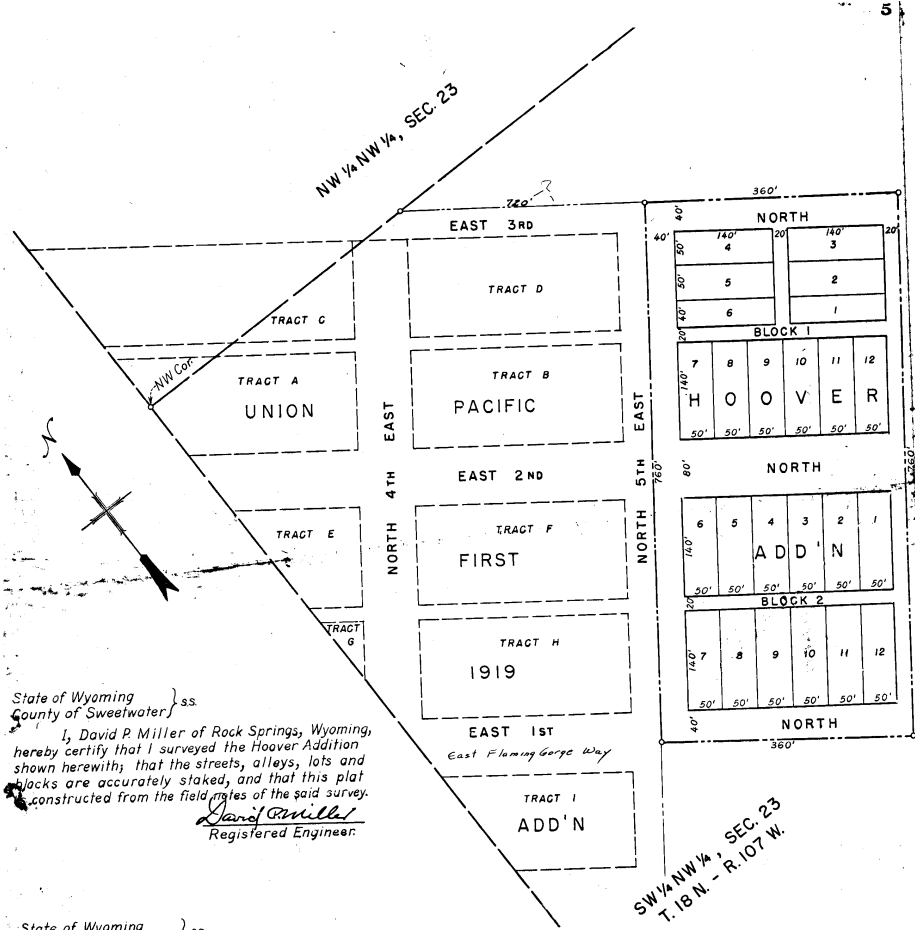 5
NW ¼ NW ¼, SEC. 23
720' ?
360'
EAST 3RD
NORTH
40'
40'
140'
20'
140'
20'
50'
4
3
TRACT D
50'
5
2
TRACT C
40'
6
1
20'
BLOCK 1
NW Cor.
TRACT A
TRACT B
7 8 9 10 11 12
140'
UNION
PACIFIC
H O O V E R
50' 50' 50' 50' 50' 50'
NORTH 4TH EAST
NORTH 5TH EAST
N
EAST 2ND
760'
80'
NORTH
760'
TRACT E
TRACT F
6 5 4 3 2 1
140'
FIRST
ADD'N
50' 50' 50' 50' 50' 50'
20'
BLOCK 2
TRACT G
TRACT H
140'
7 8 9 10 11 12
1919
50' 50' 50' 50' 50' 50'
40'
EAST 1ST
NORTH
East Flaming Gorge Way
360'
TRACT I
ADD'N
SW ¼ NW ¼, SEC. 23
T. 18 N. - R. 107 W.
State of Wyoming } s.s.
County of Sweetwater
I, David P. Miller of Rock Springs, Wyoming,
hereby certify that I surveyed the Hoover Addition
shown herewith; that the streets, alleys, lots and
blocks are accurately staked, and that this plat
is constructed from the field notes of the said survey.
David P. Miller
Registered Engineer.
State of Wyoming } s.s.